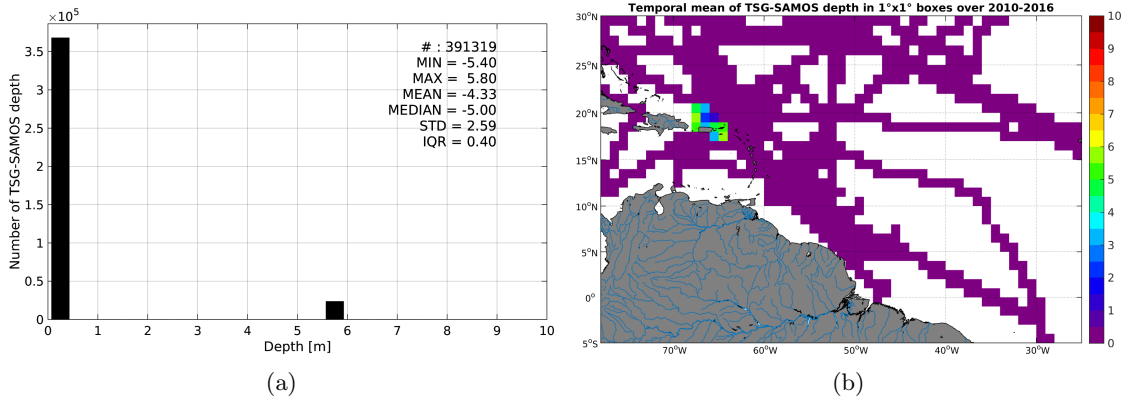 ×10⁵
3.5
3
2.5
2
1.5
1
0.5
0
0 1 2 3 4 5 6 7 8 9 10
Number of TSG-SAMOS depth
Depth [m]
# : 391319
MIN = -5.40
MAX = 5.80
MEAN = -4.33
MEDIAN = -5.00
STD = 2.59
IQR = 0.40
(a)
Temporal mean of TSG-SAMOS depth in 1°x1° boxes over 2010-2016
30°N
25°N
20°N
15°N
10°N
5°N
0°
5°S
70°W 60°W 50°W 40°W 30°W
10
9
8
7
6
5
4
3
2
1
0
(b)